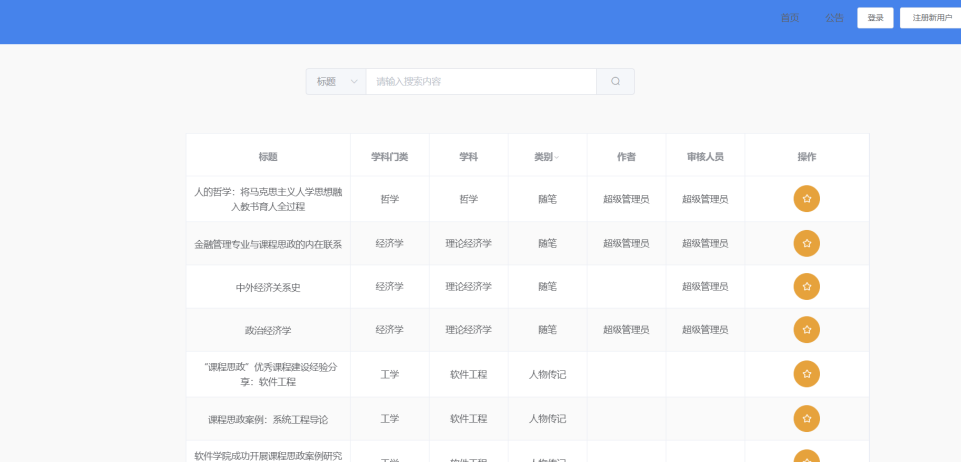 首页 公告 登录 注册新用户
标题 请输入搜索内容
标题 学科门类 学科 类别 作者 审核人员 操作
人的哲学：将马克思主义人学思想融
入教书育人全过程
哲学 哲学 随笔 超级管理员 超级管理员
金融管理专业与课程思政的内在联系 经济学 理论经济学 随笔 超级管理员 超级管理员
中外经济关系史 经济学 理论经济学 随笔 超级管理员
政治经济学 经济学 理论经济学 随笔 超级管理员 超级管理员
“课程思政”优秀课程建设经验分
享：软件工程
工学 软件工程 人物传记
课程思政案例：系统工程导论 工学 软件工程 人物传记
软件学院成功开展课程思政案例研究
工学 软件工程 人物传记